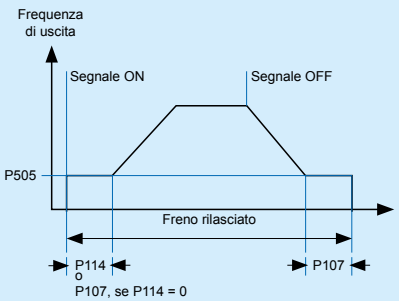 Frequenza
di uscita
Segnale ON
Segnale OFF
P505
Freno rilasciato
P114
o
P107, se P114 = 0
P107